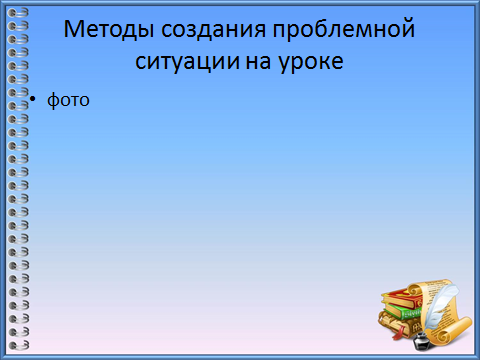 Методы создания проблемной
ситуации на уроке
• фото